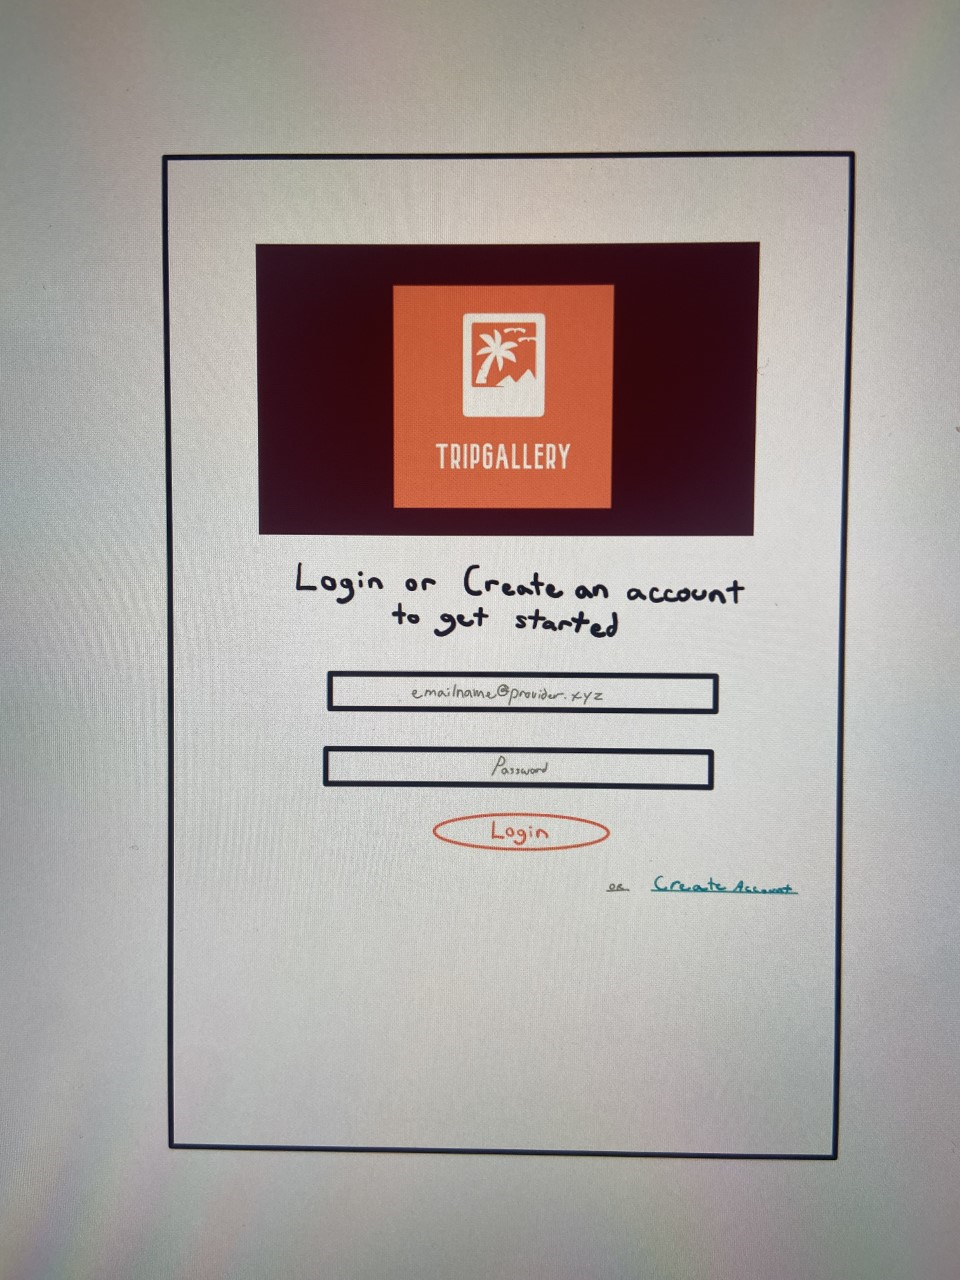 TRIPGALLERY
Login or Create an account
to get started
emailname@provider.xyz
Password
Login
or Create Account